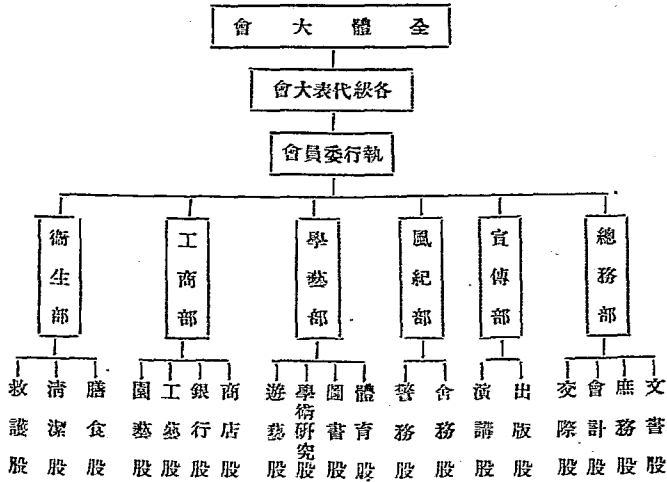 全體大會
各級代表大會
執行委員會
總務部
宣傳部
風紀部
學藝部
工商部
衞生部
文書股
庶務股
會計股
交際股
出版股
演講股
舍務股
警務股
體育股
圖書股
學術研究股
遊藝股
商店股
銀行股
工藝股
園藝股
膳食股
清潔股
救護股